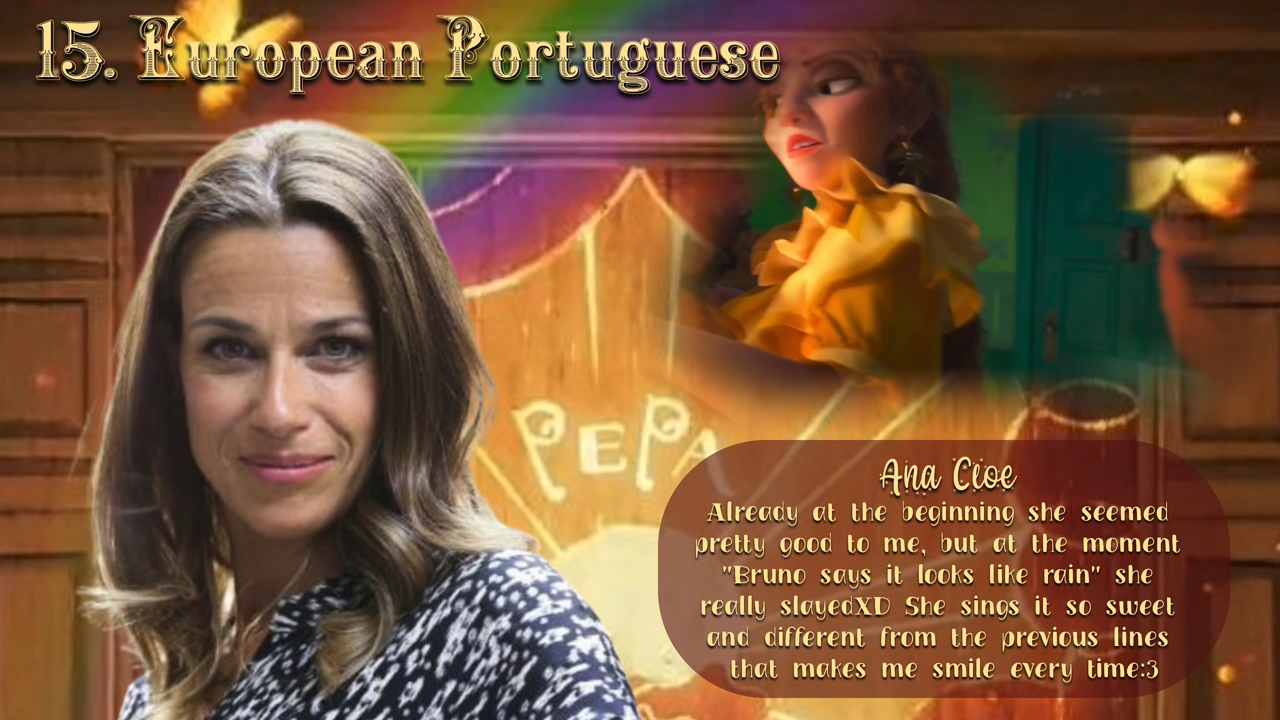 15. European Portuguese
PEPA
Ana Cloe
Already at the beginning she seemed
pretty good to me, but at the moment
"Bruno says it looks like rain" she
really slayedXD She sings it so sweet
and different from the previous lines
that makes me smile every time:3